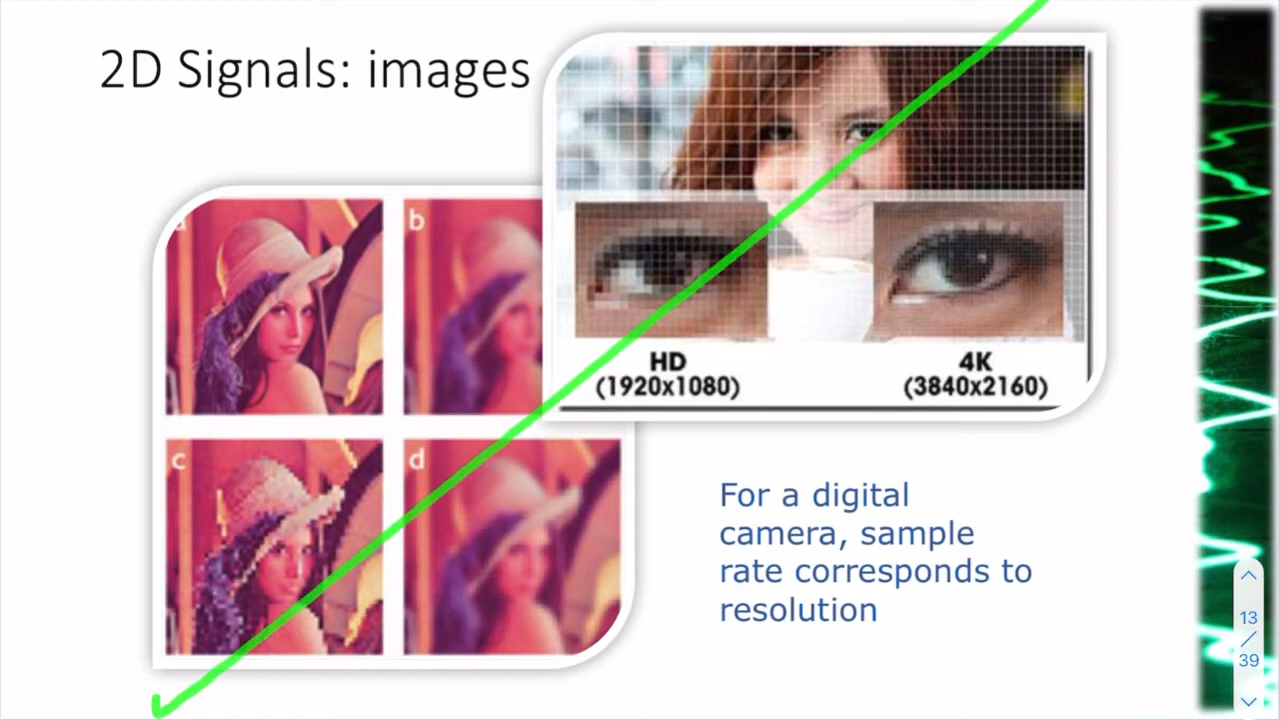 2D Signals: images
a
b
c
d
HD
(1920x1080)
4K
(3840x2160)
For a digital
camera, sample
rate corresponds to
resolution
13
/
39